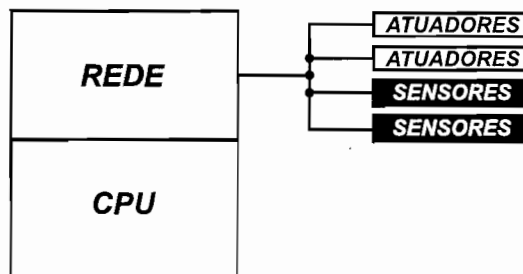 REDE
CPU
ATUADORES
ATUADORES
SENSORES
SENSORES